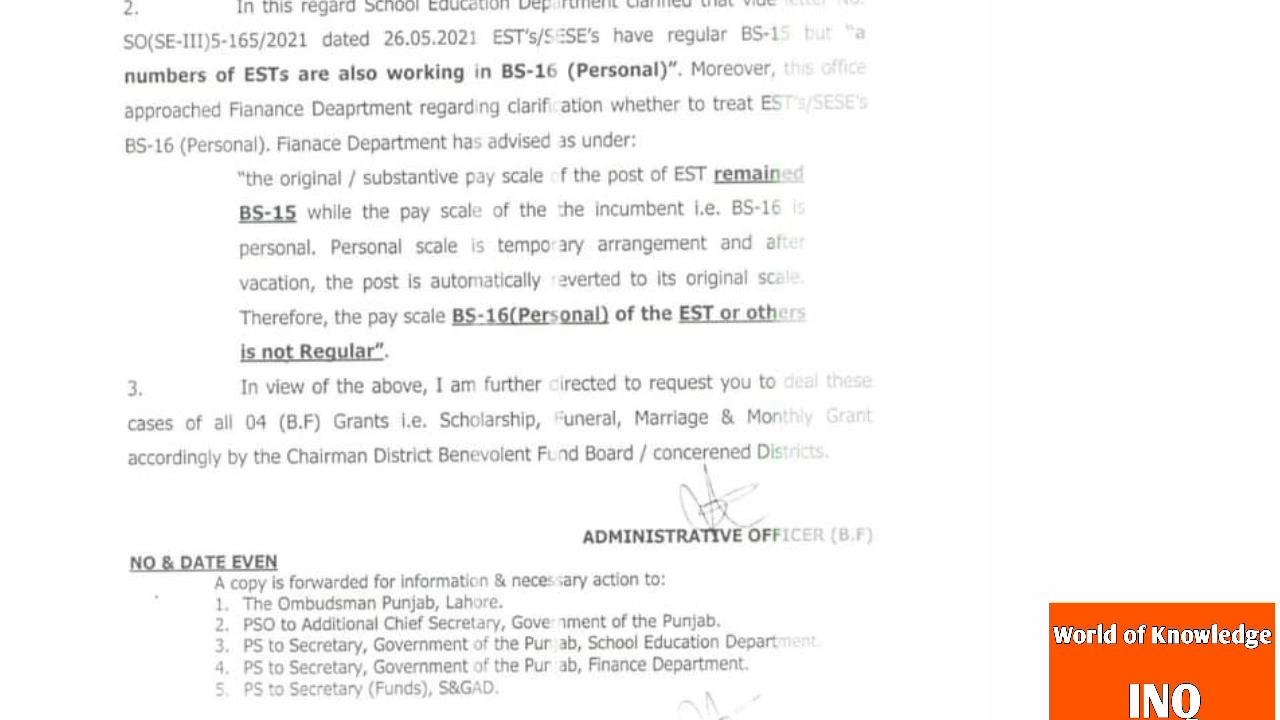 2. In this regard School Education Department clarified that vide letter No.
SO(SE-III)5-165/2021 dated 26.05.2021 EST's/SESE's have regular BS-15 but "a
numbers of ESTs are also working in BS-16 (Personal)". Moreover, this office
approached Fianance Deaprtment regarding clarification whether to treat EST's/SESE's
BS-16 (Personal). Fianace Department has advised as under:
"the original / substantive pay scale of the post of EST remained
BS-15 while the pay scale of the the incumbent i.e. BS-16 is
personal. Personal scale is temporary arrangement and after
vacation, the post is automatically reverted to its original scale.
Therefore, the pay scale BS-16(Personal) of the EST or others
is not Regular".
3. In view of the above, I am further directed to request you to deal these
cases of all 04 (B.F) Grants i.e. Scholarship, Funeral, Marriage & Monthly Grant
accordingly by the Chairman District Benevolent Fund Board / concerened Districts.
ADMINISTRATIVE OFFICER (B.F)
NO & DATE EVEN
A copy is forwarded for information & necessary action to:
1. The Ombudsman Punjab, Lahore.
2. PSO to Additional Chief Secretary, Government of the Punjab.
3. PS to Secretary, Government of the Punjab, School Education Department.
4. PS to Secretary, Government of the Punjab, Finance Department.
5. PS to Secretary (Funds), S&GAD.
World of Knowledge
INQ